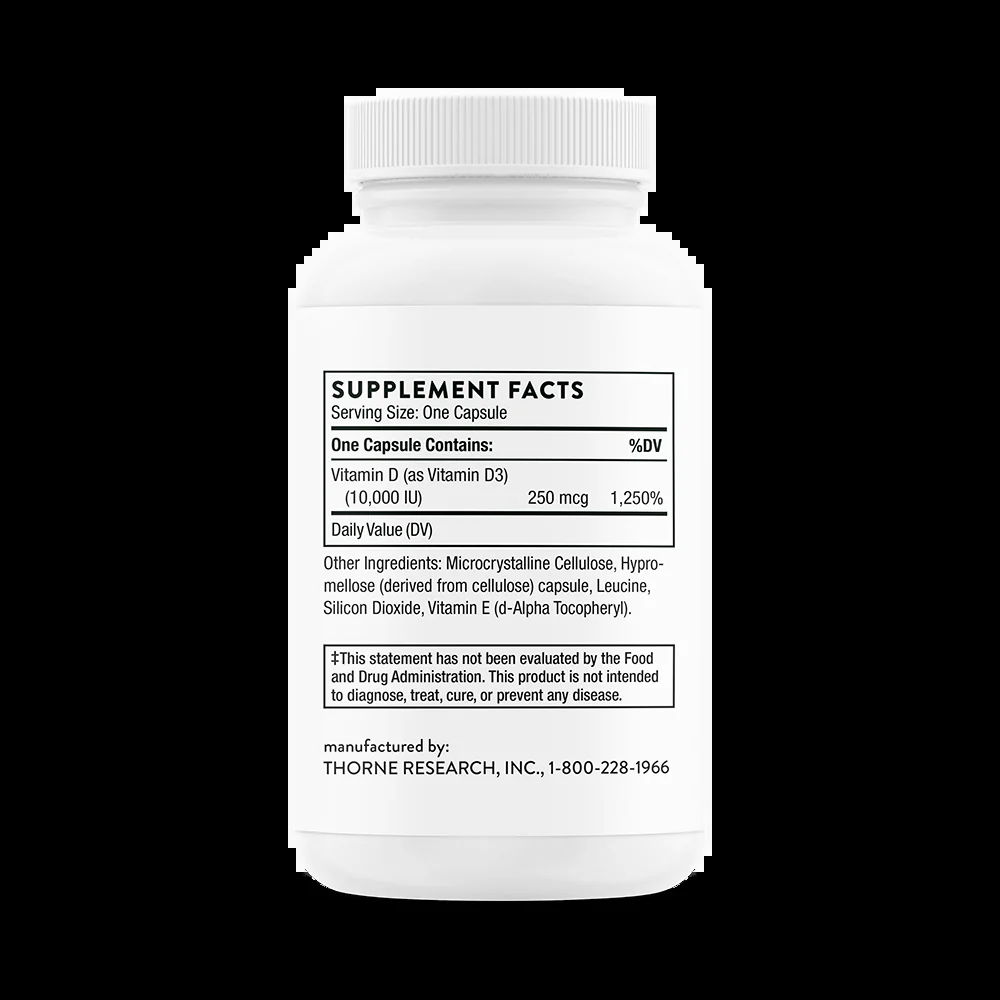 SUPPLEMENT FACTS
Serving Size: One Capsule
One Capsule Contains: %DV
Vitamin D (as Vitamin D3)
(10,000 IU) 250 mcg 1,250%
Daily Value (DV)
Other Ingredients: Microcrystalline Cellulose, Hypro-
mellose (derived from cellulose) capsule, Leucine,
Silicon Dioxide, Vitamin E (d-Alpha Tocopheryl).
‡This statement has not been evaluated by the Food
and Drug Administration. This product is not intended
to diagnose, treat, cure, or prevent any disease.
manufactured by:
THORNE RESEARCH, INC., 1-800-228-1966